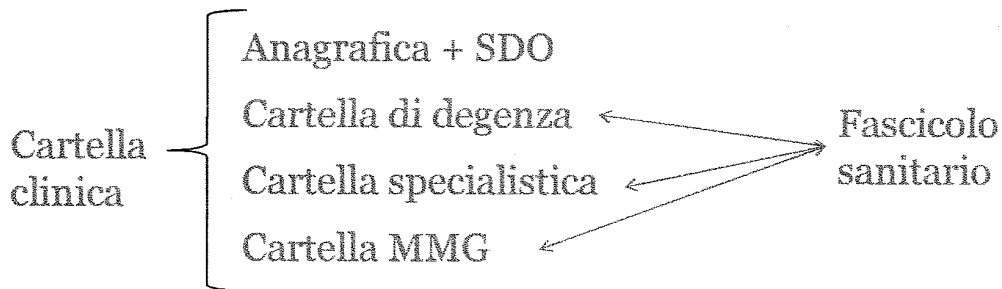 Anagrafica + SDO
Cartella di degenza
Cartella specialistica
Cartella MMG
Cartella
clinica
Fascicolo
sanitario